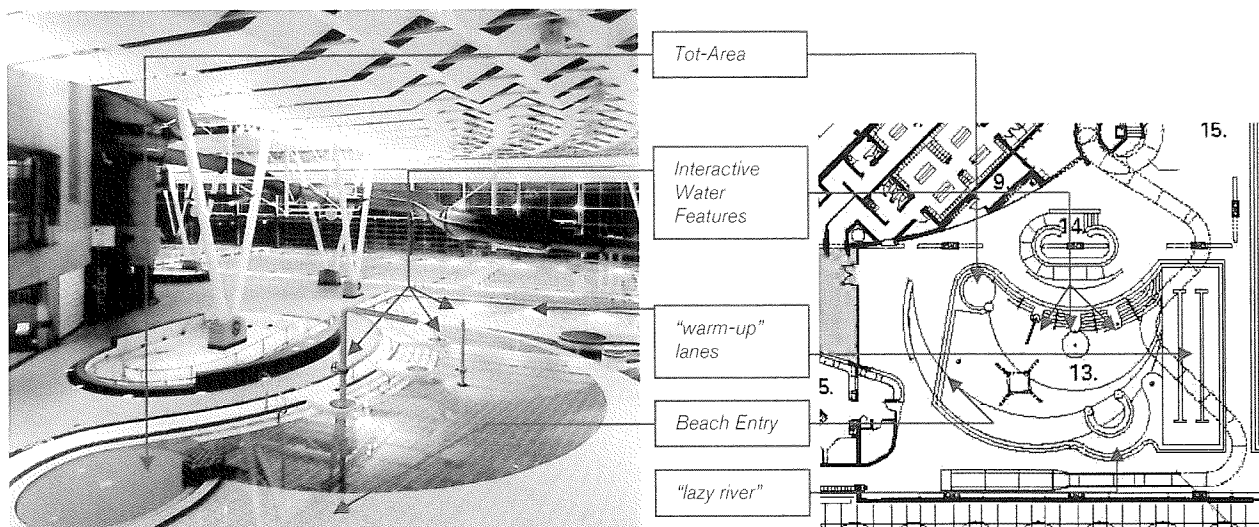 Tot-Area
Interactive
Water
Features
"warm-up"
lanes
Beach Entry
"lazy river"
15.
9.
14.
13.
5.